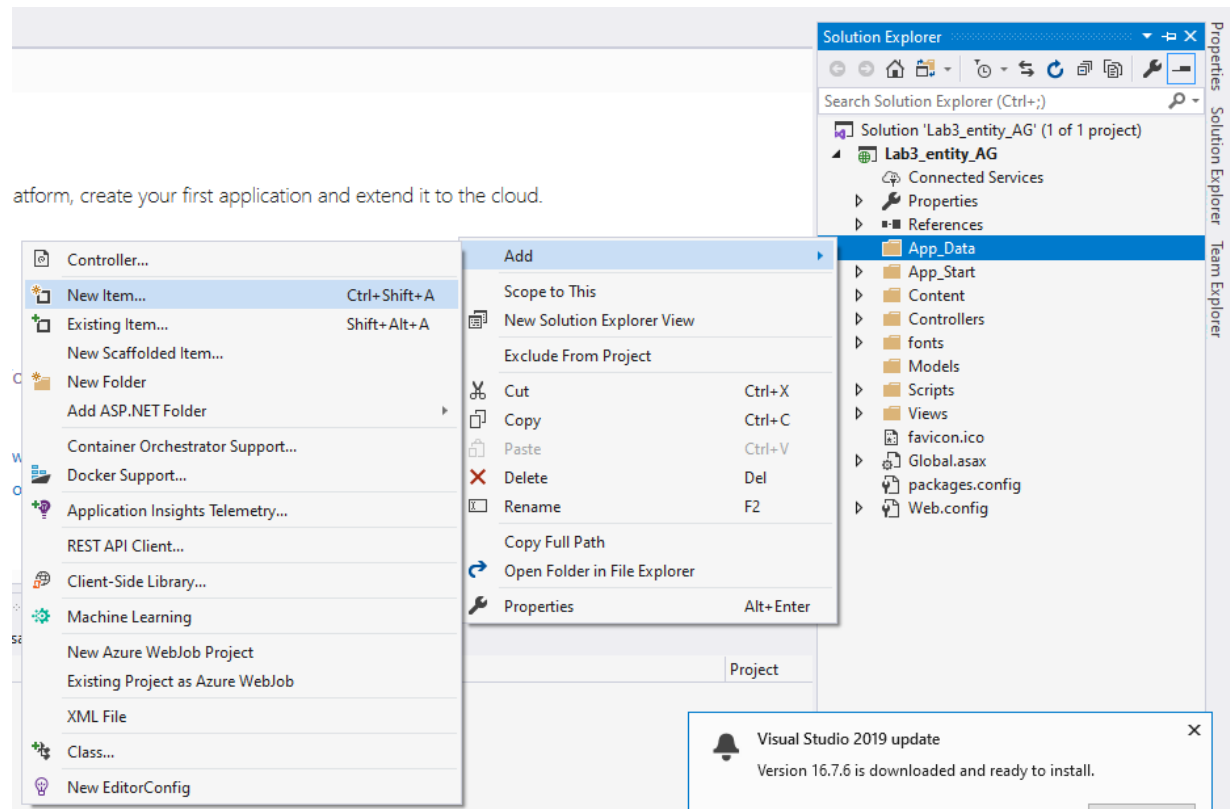 Solution Explorer
Search Solution Explorer (Ctrl+;)
Solution 'Lab3_entity_AG' (1 of 1 project)
Lab3_entity_AG
Connected Services
Properties
References
App_Data
App_Start
Content
Controllers
fonts
Models
Scripts
Views
favicon.ico
Global.asax
packages.config
Web.config
Properties
Solution Explorer
Team Explorer
atform, create your first application and extend it to the cloud.
Add
Scope to This
New Solution Explorer View
Exclude From Project
Cut Ctrl+X
Copy Ctrl+C
Paste Ctrl+V
Delete Del
Rename F2
Copy Full Path
Open Folder in File Explorer
Properties Alt+Enter
Controller...
New Item... Ctrl+Shift+A
Existing Item... Shift+Alt+A
New Scaffolded Item...
New Folder
Add ASP.NET Folder
Container Orchestrator Support...
Docker Support...
Application Insights Telemetry...
REST API Client...
Client-Side Library...
Machine Learning
New Azure WebJob Project
Existing Project as Azure WebJob
XML File
Class...
New EditorConfig
Project
Visual Studio 2019 update
Version 16.7.6 is downloaded and ready to install.